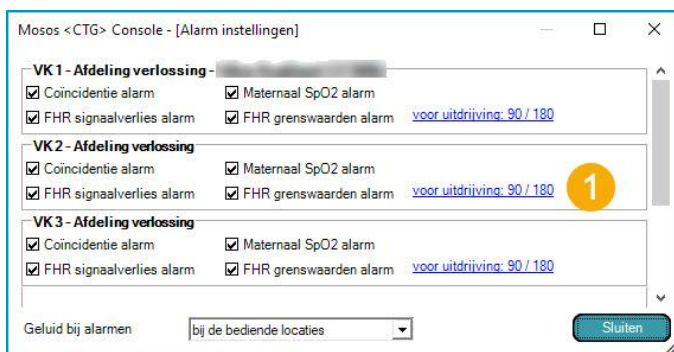 Mosos <CTG> Console - [Alarm instellingen]
VK 1 - Afdeling verlossing -
Coïncidentie alarm Maternaal SpO2 alarm
FHR signaalverlies alarm FHR grenswaarden alarm voor uitdrijving: 90 / 180
VK 2 - Afdeling verlossing
Coïncidentie alarm Maternaal SpO2 alarm
FHR signaalverlies alarm FHR grenswaarden alarm voor uitdrijving: 90 / 180
1
VK 3 - Afdeling verlossing
Coïncidentie alarm Maternaal SpO2 alarm
FHR signaalverlies alarm FHR grenswaarden alarm voor uitdrijving: 90 / 180
Geluid bij alarmen bij de bediende locaties Sluiten